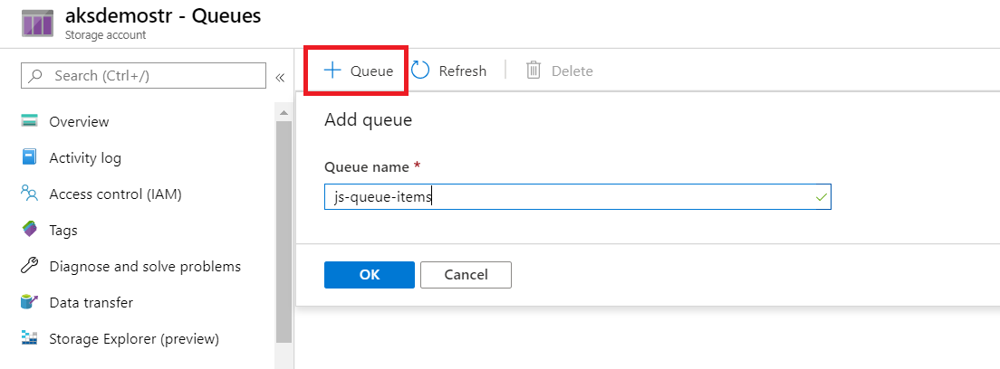 aksdemostr - Queues
Storage account
Search (Ctrl+/)
«
Overview
Activity log
Access control (IAM)
Tags
Diagnose and solve problems
Data transfer
Storage Explorer (preview)
Queue
Refresh
Delete
Add queue
Queue name *
js-queue-items
OK
Cancel